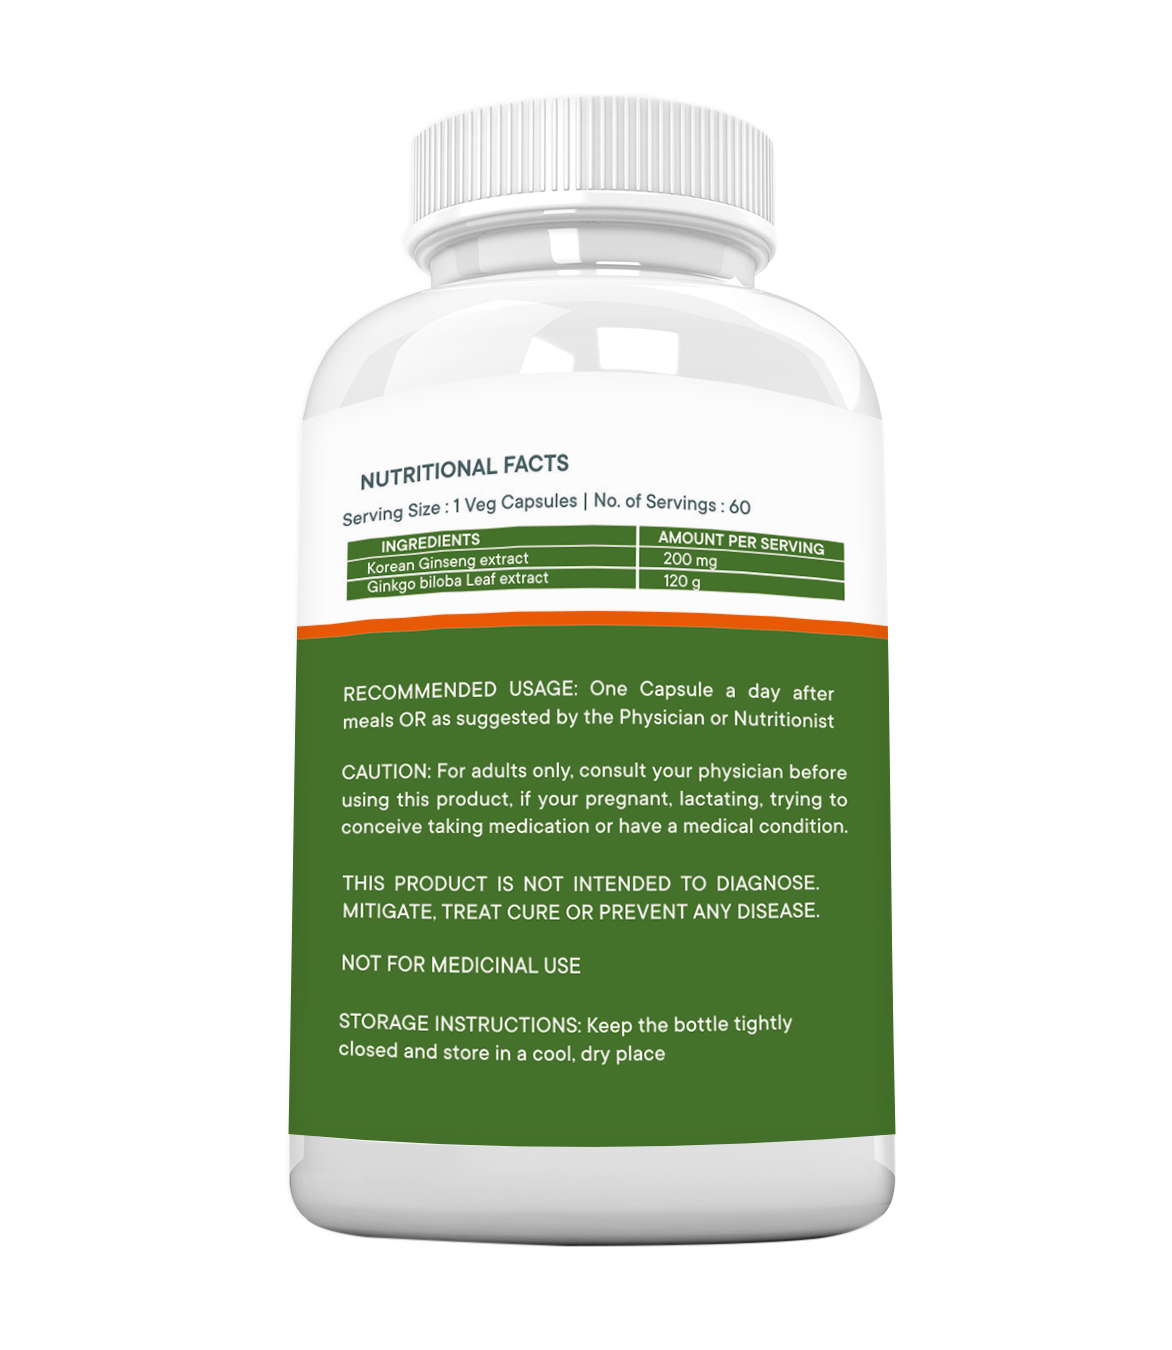 NUTRITIONAL FACTS
Serving Size : 1 Veg Capsules | No. of Servings : 60
INGREDIENTS AMOUNT PER SERVING
Korean Ginseng extract 200 mg
Ginkgo biloba Leaf extract 120 g
RECOMMENDED USAGE: One Capsule a day after
meals OR as suggested by the Physician or Nutritionist
CAUTION: For adults only, consult your physician before
using this product, if your pregnant, lactating, trying to
conceive taking medication or have a medical condition.
THIS PRODUCT IS NOT INTENDED TO DIAGNOSE.
MITIGATE, TREAT CURE OR PREVENT ANY DISEASE.
NOT FOR MEDICINAL USE
STORAGE INSTRUCTIONS: Keep the bottle tightly
closed and store in a cool, dry place